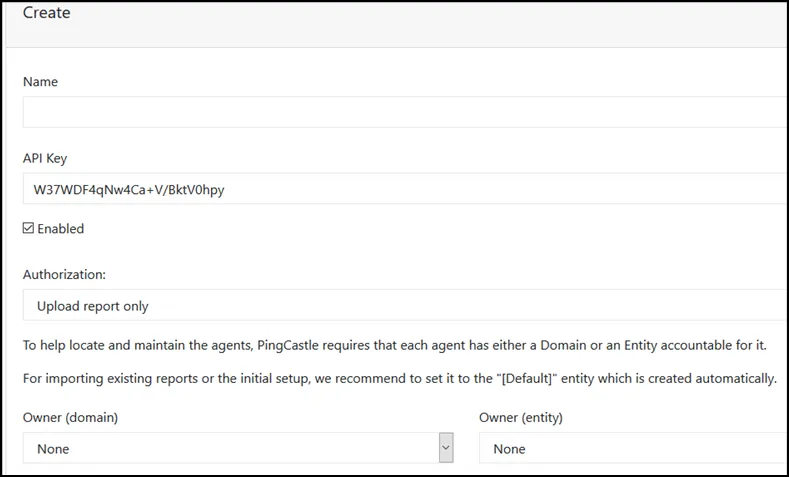 Create
Name
API Key
W37WDF4qNw4Ca+V/BktV0hpy
Enabled
Authorization:
Upload report only
To help locate and maintain the agents, PingCastle requires that each agent has either a Domain or an Entity accountable for it.
For importing existing reports or the initial setup, we recommend to set it to the "[Default]" entity which is created automatically.
Owner (domain)
Owner (entity)
None
None